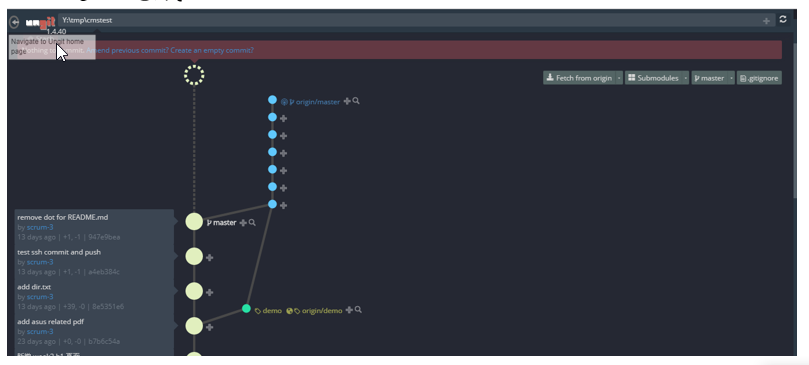 ungit
Y:\tmp\cmstest
1.4.40
Navigate to Ungit home
page
commit. Amend previous commit? Create an empty commit?
Fetch from origin
Submodules
master
.gitignore
origin/master
remove dot for README.md
by scrum-3
13 days ago | +1, -1 | 947e9bea
master
test ssh commit and push
by scrum-3
13 days ago | +1, -1 | a4eb384c
add dir.txt
by scrum-3
13 days ago | +39, -0 | 8e5351e6
demo origin/demo
add asus related pdf
by scrum-3
23 days ago | +0, -0 | b7b6c54a